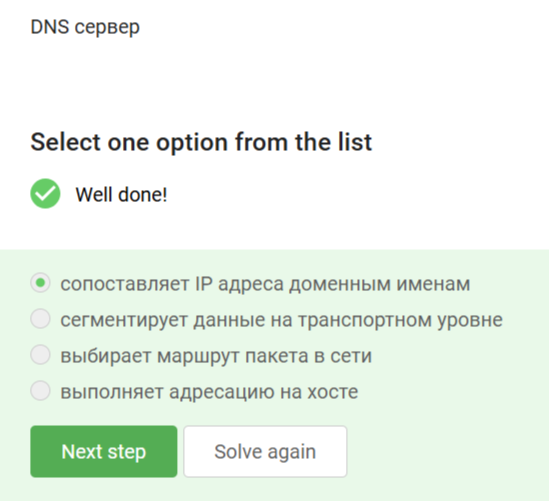 DNS сервер
Select one option from the list
Well done!
сопоставляет IP адреса доменным именам
сегментирует данные на транспортном уровне
выбирает маршрут пакета в сети
выполняет адресацию на хосте
Next step Solve again